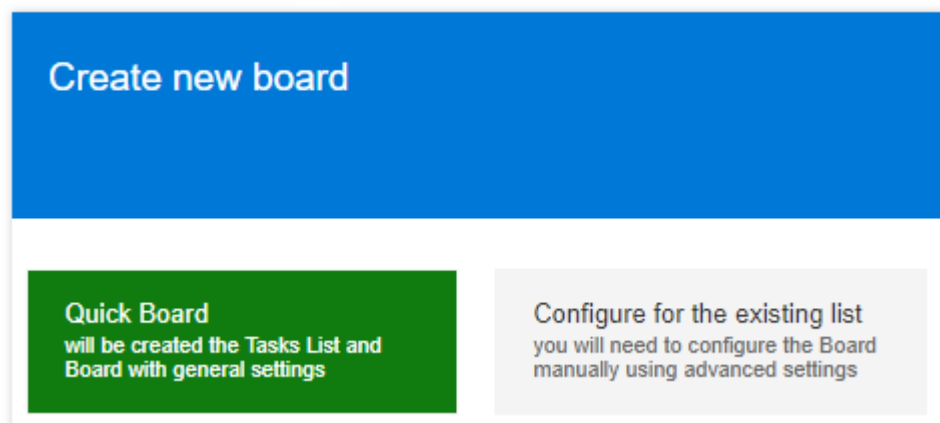 Create new board
Quick Board
will be created the Tasks List and
Board with general settings
Configure for the existing list
you will need to configure the Board
manually using advanced settings